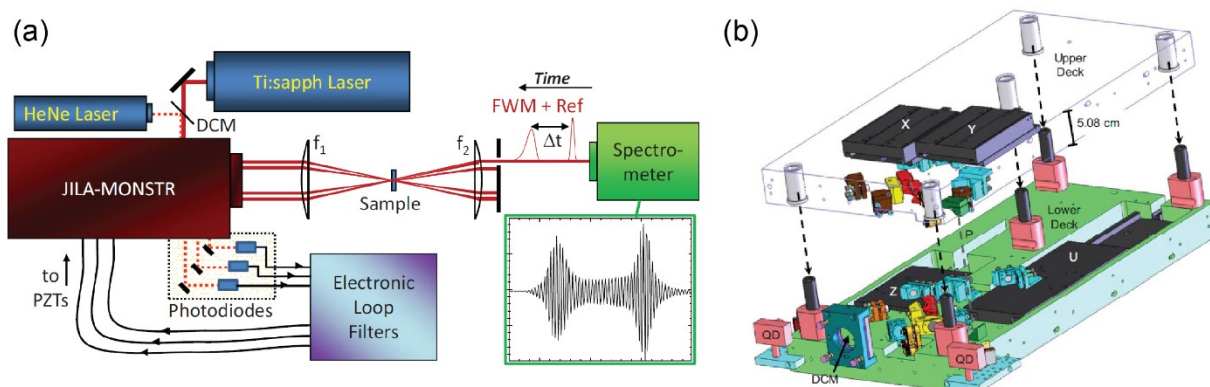 (a)
Ti:sapph Laser
HeNe Laser
DCM
Time
FWM + Ref
Δt
f1
f2
JILA-MONSTR
Sample
Spectro-
meter
to
PZTs
Photodiodes
Electronic
Loop
Filters
(b)
Upper
Deck
X
Y
5.08 cm
Lower
Deck
P
U
Z
QD
QD
DCM